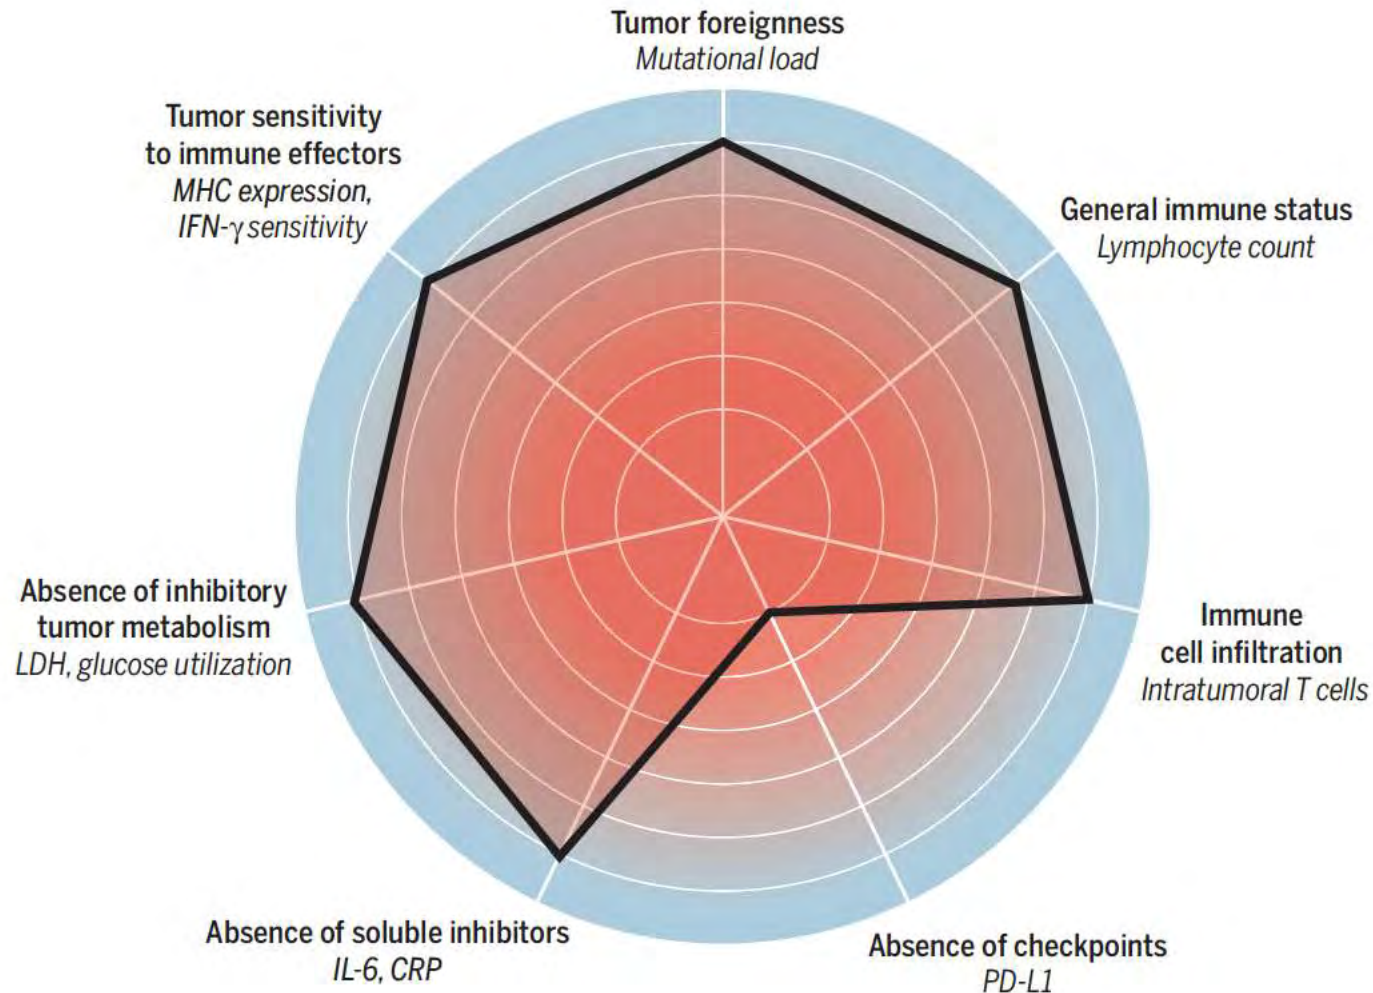 Tumor foreignness
Mutational load
Tumor sensitivity
to immune effectors
MHC expression,
IFN-γ sensitivity
General immune status
Lymphocyte count
Absence of inhibitory
tumor metabolism
LDH, glucose utilization
Immune
cell infiltration
Intratumoral T cells
Absence of soluble inhibitors
IL-6, CRP
Absence of checkpoints
PD-L1